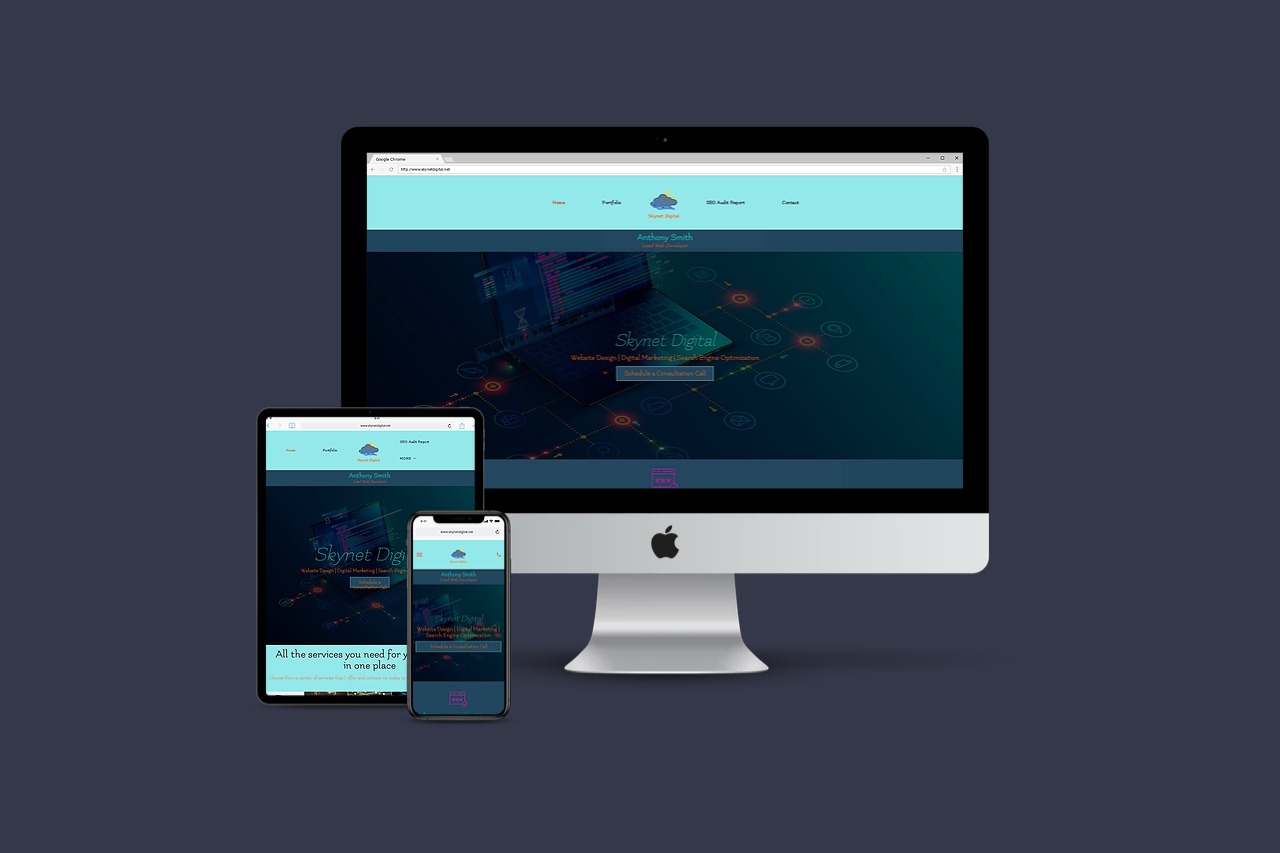 Google Chrome
http://www.skynetdigital.net
Home
Portfolio
Skynet Digital
SEO Audit Report
Contact
Anthony Smith
Lead Web Developer
Skynet Digital
Website Design | Digital Marketing | Search Engine Optimization
Schedule a Consultation Call
WWW
www.skynetdigital.net
Home
Portfolio
Skynet Digital
SEO Audit Report
MORE
Anthony Smith
Lead Web Developer
Skynet Digi
Website Design | Digital Marketing | Search Engin
Schedule a
Consultation Call
All the services you need for y
in one place
Choose from a variety of services that I offer and contact me today to
9:41
www.skynetdigital.net
Anthony Smith
Lead Web Developer
Skynet Digital
Website Design | Digital Marketing |
Search Engine Optimization
Schedule a Consultation Call
WWW